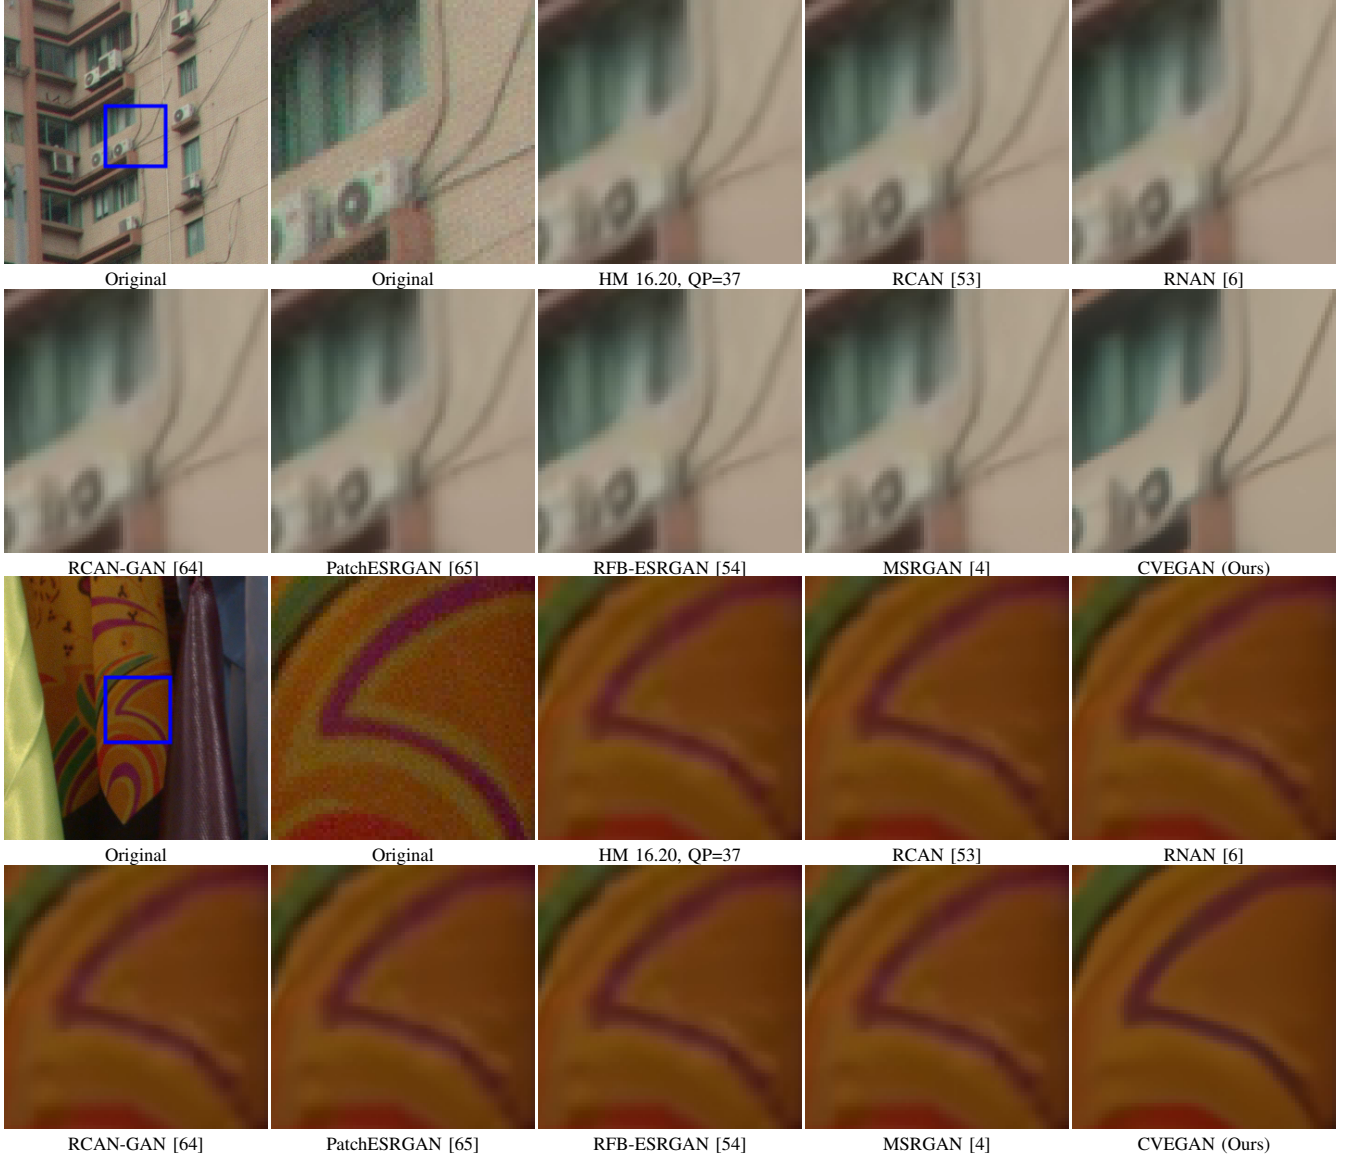 Original Original HM 16.20, QP=37 RCAN [53] RNAN [6]
RCAN-GAN [64] PatchESRGAN [65] RFB-ESRGAN [54] MSRGAN [4] CVEGAN (Ours)
Original Original HM 16.20, QP=37 RCAN [53] RNAN [6]
RCAN-GAN [64] PatchESRGAN [65] RFB-ESRGAN [54] MSRGAN [4] CVEGAN (Ours)